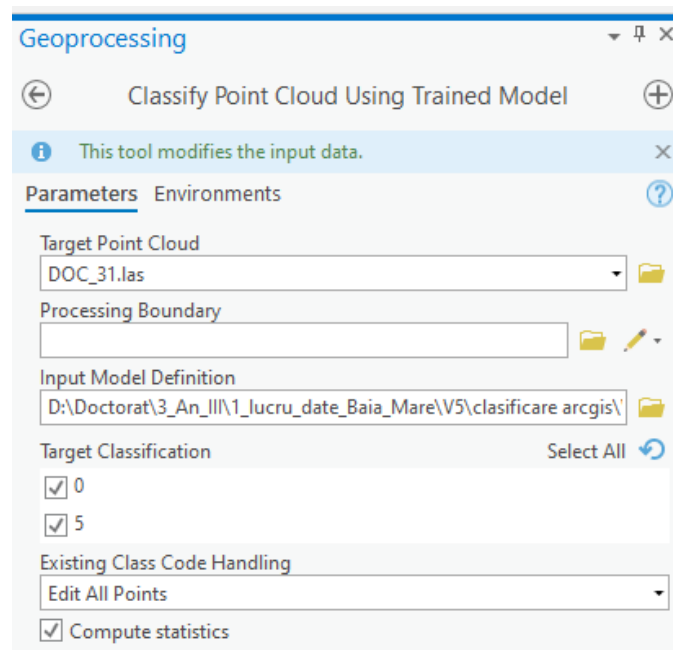 Geoprocessing
Classify Point Cloud Using Trained Model
This tool modifies the input data.
Parameters Environments
Target Point Cloud
DOC_31.las
Processing Boundary
Input Model Definition
D:\Doctorat\3_An_III\1_lucru_date_Baia_Mare\V5\clasificare arcgis\
Target Classification Select All
0
5
Existing Class Code Handling
Edit All Points
Compute statistics